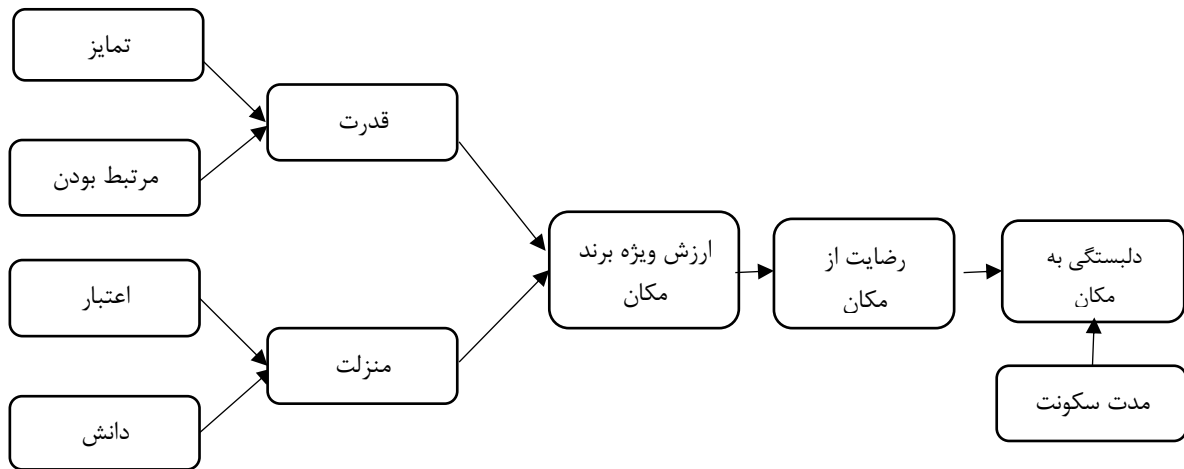 تمایز
قدرت
مرتبط بودن
ارزش ویژه برند
مکان
رضایت از
مکان
دلبستگی به
مکان
اعتبار
منزلت
مدت سکونت
دانش